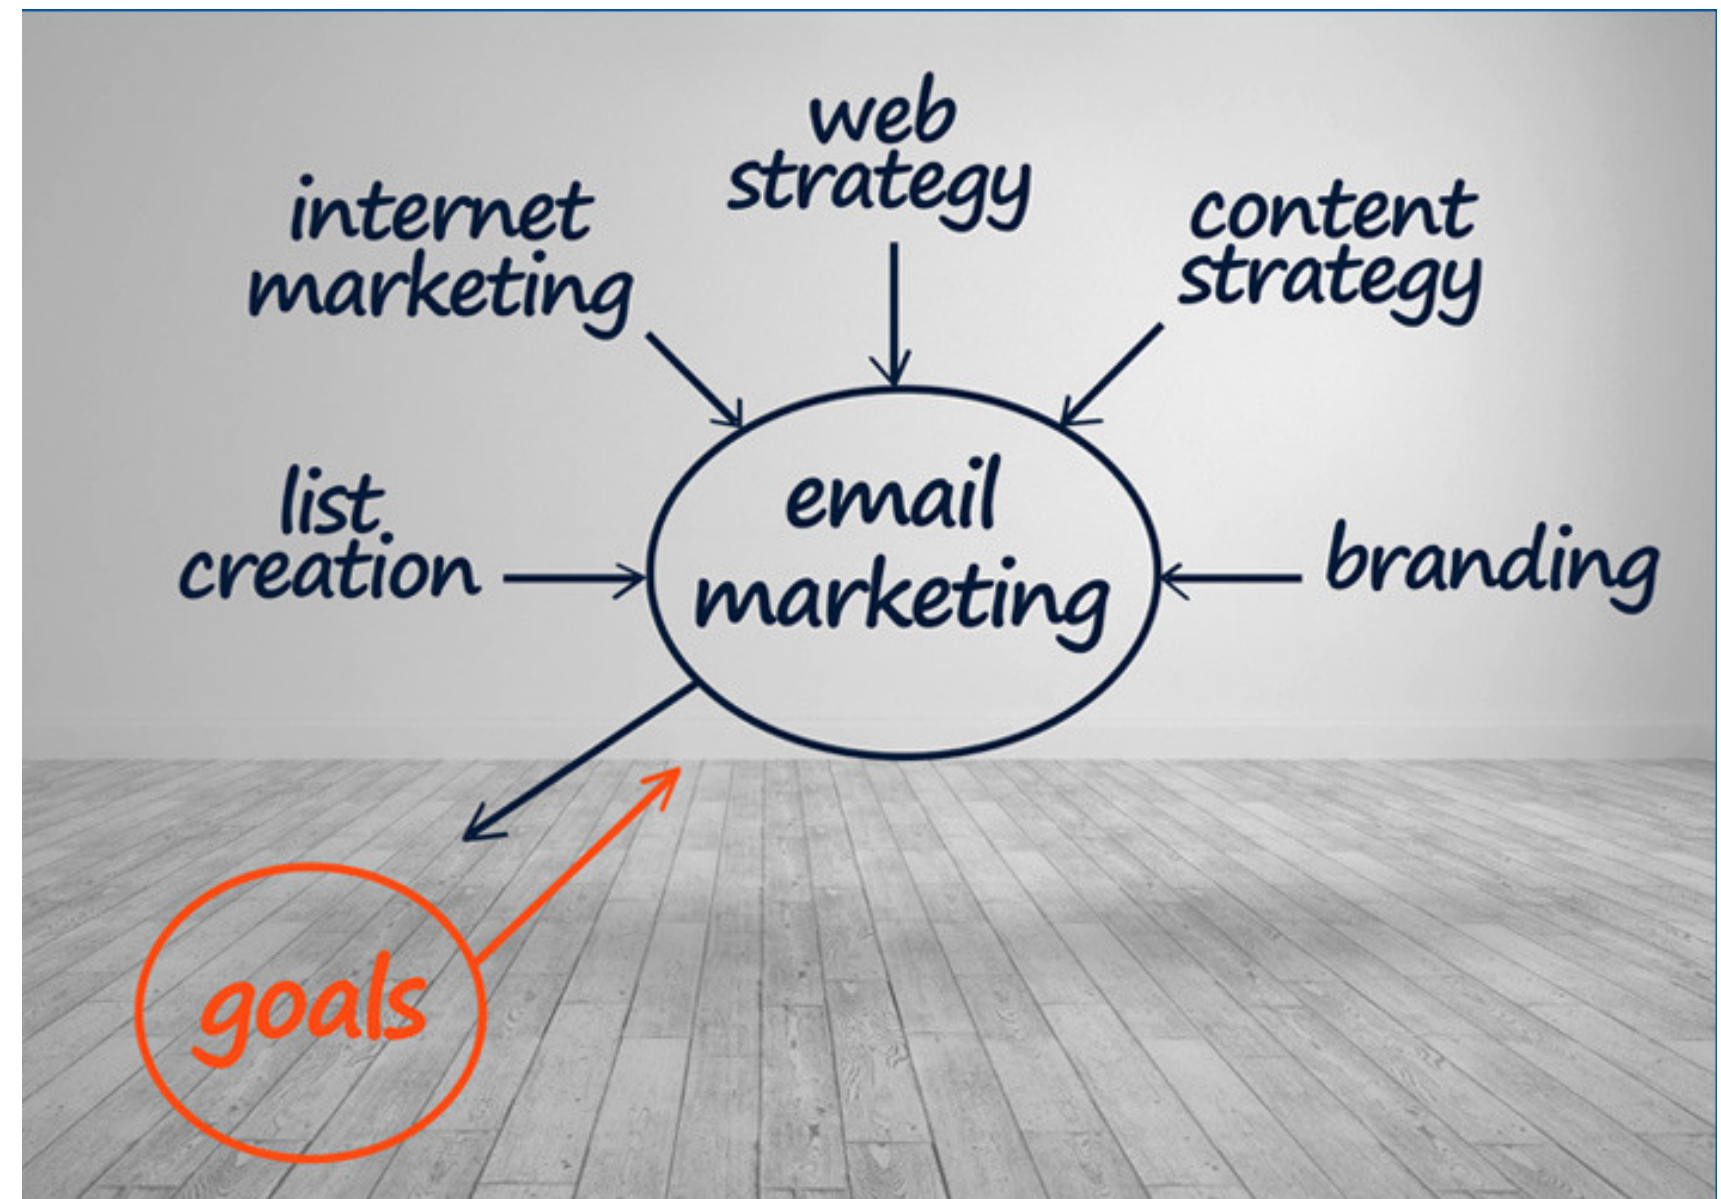 web
strategy
internet
marketing
content
strategy
list
creation
email
marketing
branding
goals